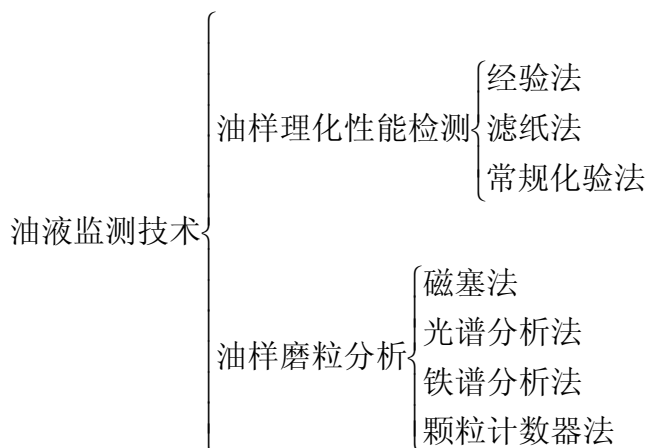 油液监测技术
油样理化性能检测
经验法
滤纸法
常规化验法
油样磨粒分析
磁塞法
光谱分析法
铁谱分析法
颗粒计数器法